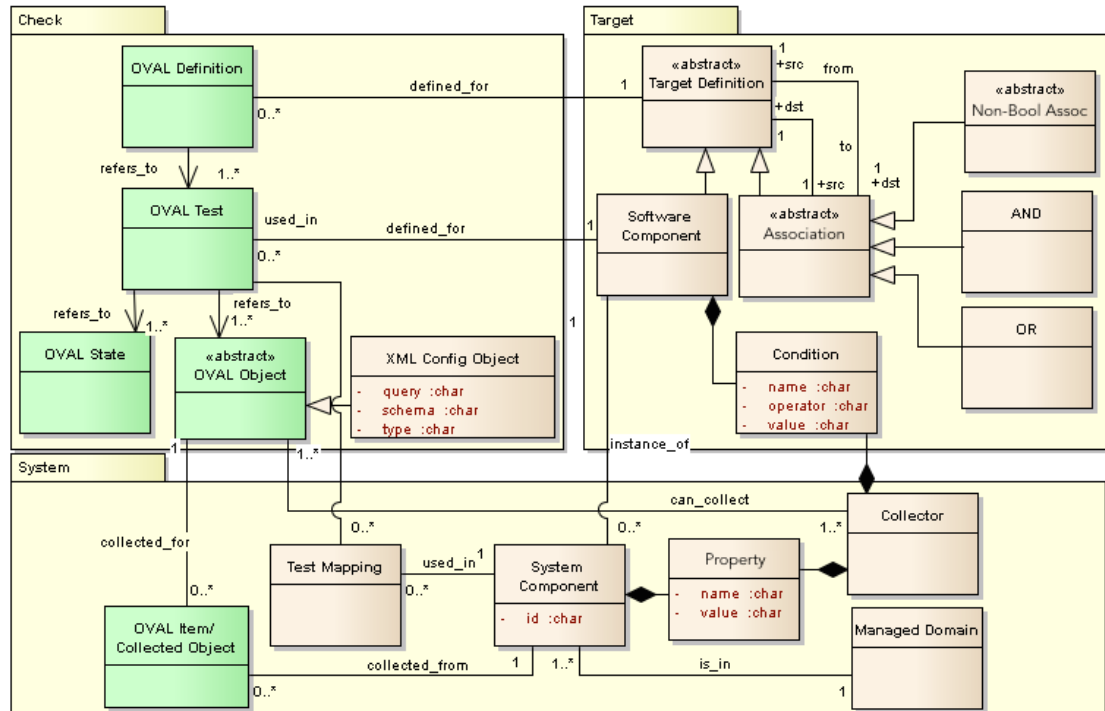 Check
OVAL Definition
0..*
defined_for
1
refers_to
1..*
OVAL Test
used_in
0..*
defined_for
1
refers_to
1..*
refers_to
1..*
OVAL State
«abstract»
OVAL Object
XML Config Object
- query :char
- schema :char
- type :char
1
1
1..*
Target
«abstract»
Target Definition
1
+src
from
+dst
1
to
1
+dst
1
+src
«abstract»
Non-Bool Assoc
Software
Component
«abstract»
Association
AND
OR
Condition
- name :char
- operator :char
- value :char
instance_of
System
can_collect
1..*
Collector
collected_for
0..*
0..*
Test Mapping
used_in
1
0..*
0..*
System
Component
- id :char
Property
- name :char
- value :char
OVAL Item/
Collected Object
0..*
collected_from
1
1..*
is_in
1
Managed Domain